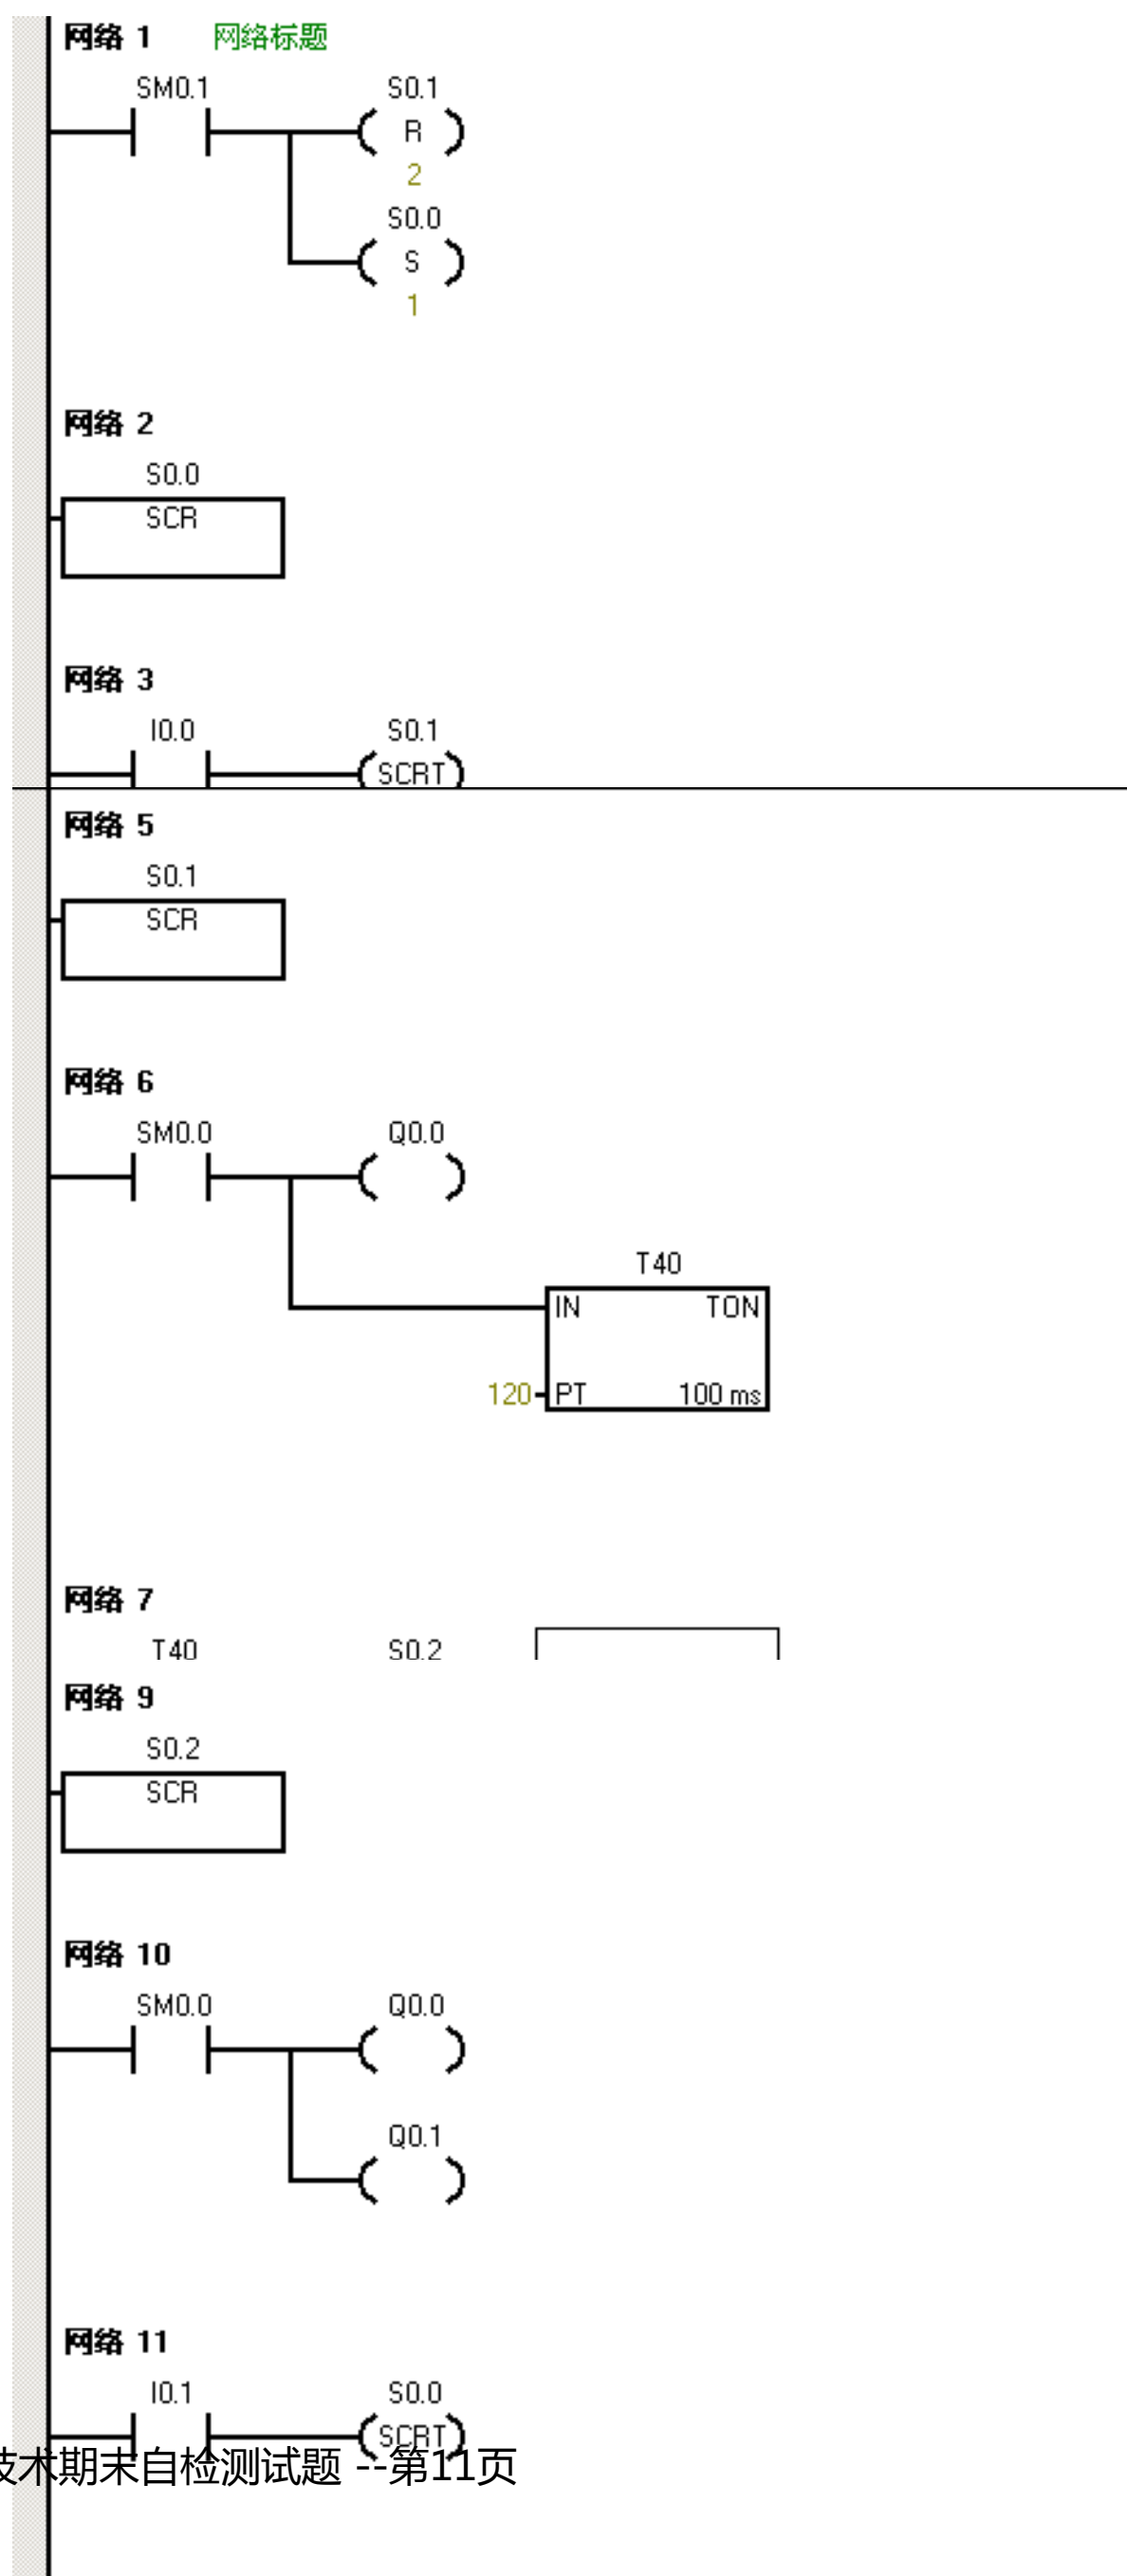 网络 1 网络标题
SM0.1 S0.1
R
2
S0.0
S
1
网络 2
S0.0
SCR
网络 3
I0.0 S0.1
SCRT
网络 5
S0.1
SCR
网络 6
SM0.0 Q0.0
T40
IN TON
120 PT 100 ms
网络 7
T40 S0.2
网络 9
S0.2
SCR
网络 10
SM0.0 Q0.0
Q0.1
网络 11
I0.1 S0.0
SCRT
技术期末自检测试题 --第11页